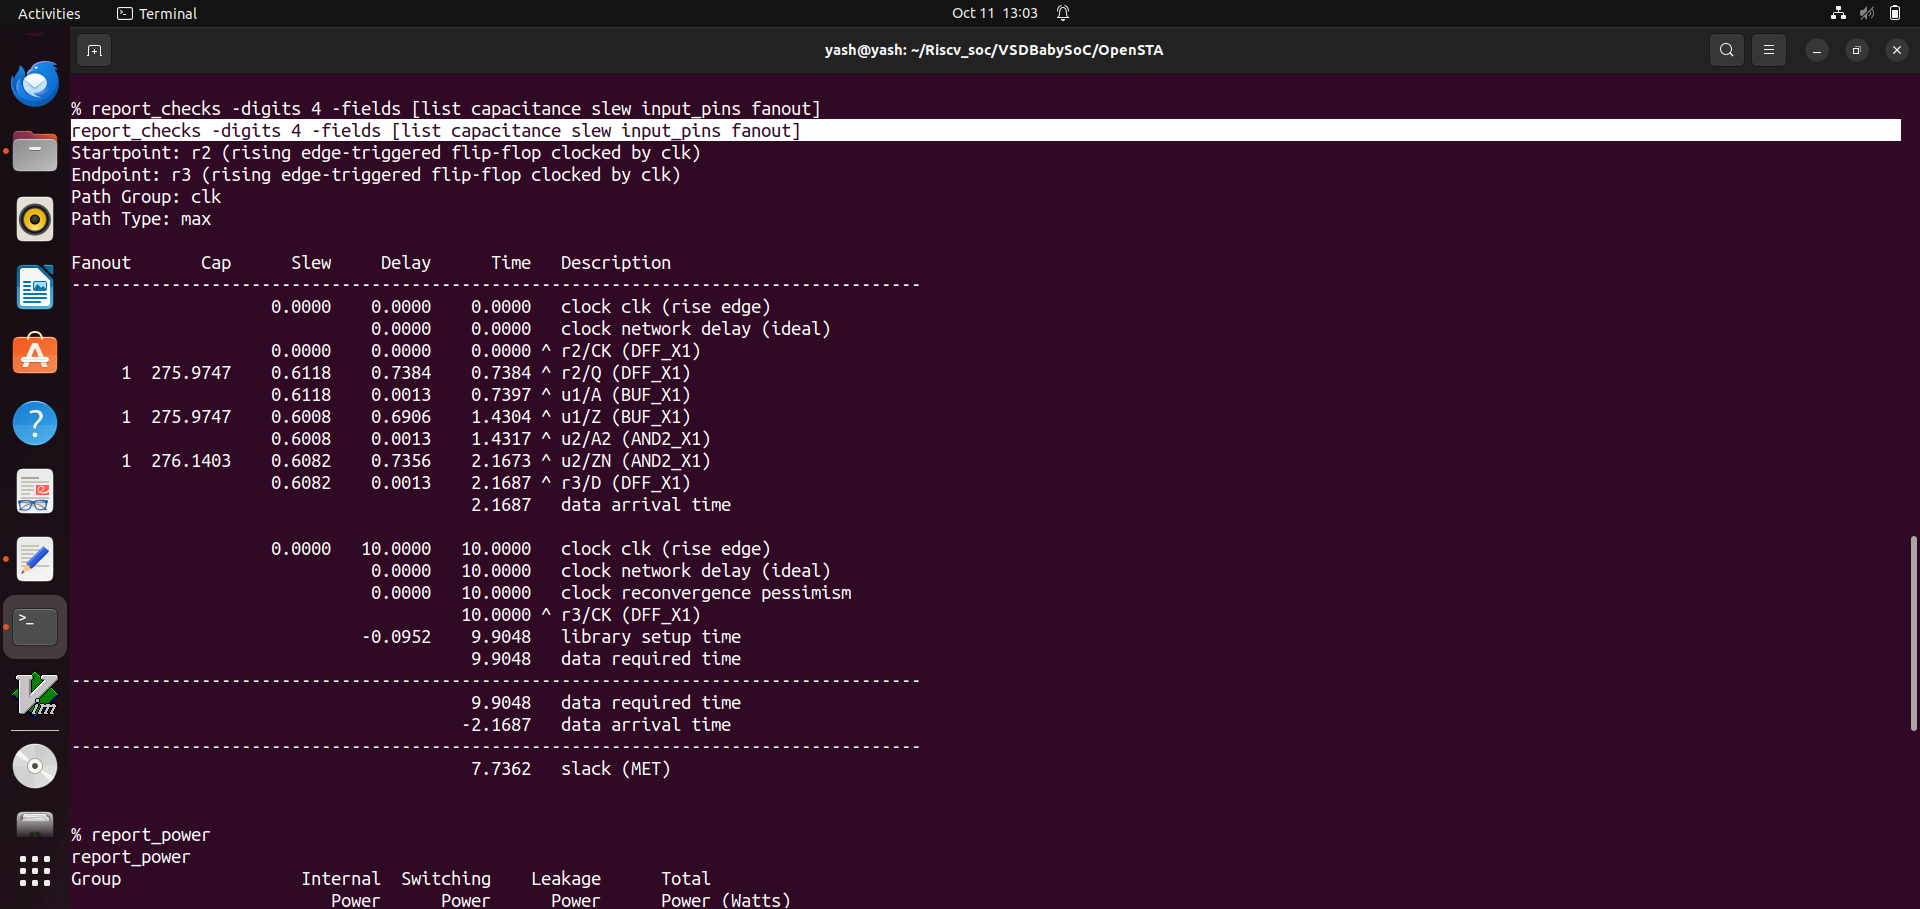 Activities
Terminal
Oct 11 13:03
yash@yash: ~/Riscv_soc/VSDBabySoC/OpenSTA
% report_checks -digits 4 -fields [list capacitance slew input_pins fanout]
report_checks -digits 4 -fields [list capacitance slew input_pins fanout]
Startpoint: r2 (rising edge-triggered flip-flop clocked by clk)
Endpoint: r3 (rising edge-triggered flip-flop clocked by clk)
Path Group: clk
Path Type: max
Fanout       Cap      Slew     Delay      Time   Description
-------------------------------------------------------------------------------------
                    0.0000    0.0000    0.0000   clock clk (rise edge)
                              0.0000    0.0000   clock network delay (ideal)
                    0.0000    0.0000    0.0000 ^ r2/CK (DFF_X1)
     1  275.9747    0.6118    0.7384    0.7384 ^ r2/Q (DFF_X1)
                    0.6118    0.0013    0.7397 ^ u1/A (BUF_X1)
     1  275.9747    0.6008    0.6906    1.4304 ^ u1/Z (BUF_X1)
                    0.6008    0.0013    1.4317 ^ u2/A2 (AND2_X1)
     1  276.1403    0.6082    0.7356    2.1673 ^ u2/ZN (AND2_X1)
                    0.6082    0.0013    2.1687 ^ r3/D (DFF_X1)
                                        2.1687   data arrival time
                    0.0000   10.0000   10.0000   clock clk (rise edge)
                              0.0000   10.0000   clock network delay (ideal)
                              0.0000   10.0000   clock reconvergence pessimism
                                       10.0000 ^ r3/CK (DFF_X1)
                             -0.0952    9.9048   library setup time
                                        9.9048   data required time
-------------------------------------------------------------------------------------
                                        9.9048   data required time
                                       -2.1687   data arrival time
-------------------------------------------------------------------------------------
                                        7.7362   slack (MET)
% report_power
report_power
Group                  Internal  Switching    Leakage      Total
                          Power      Power      Power      Power (Watts)